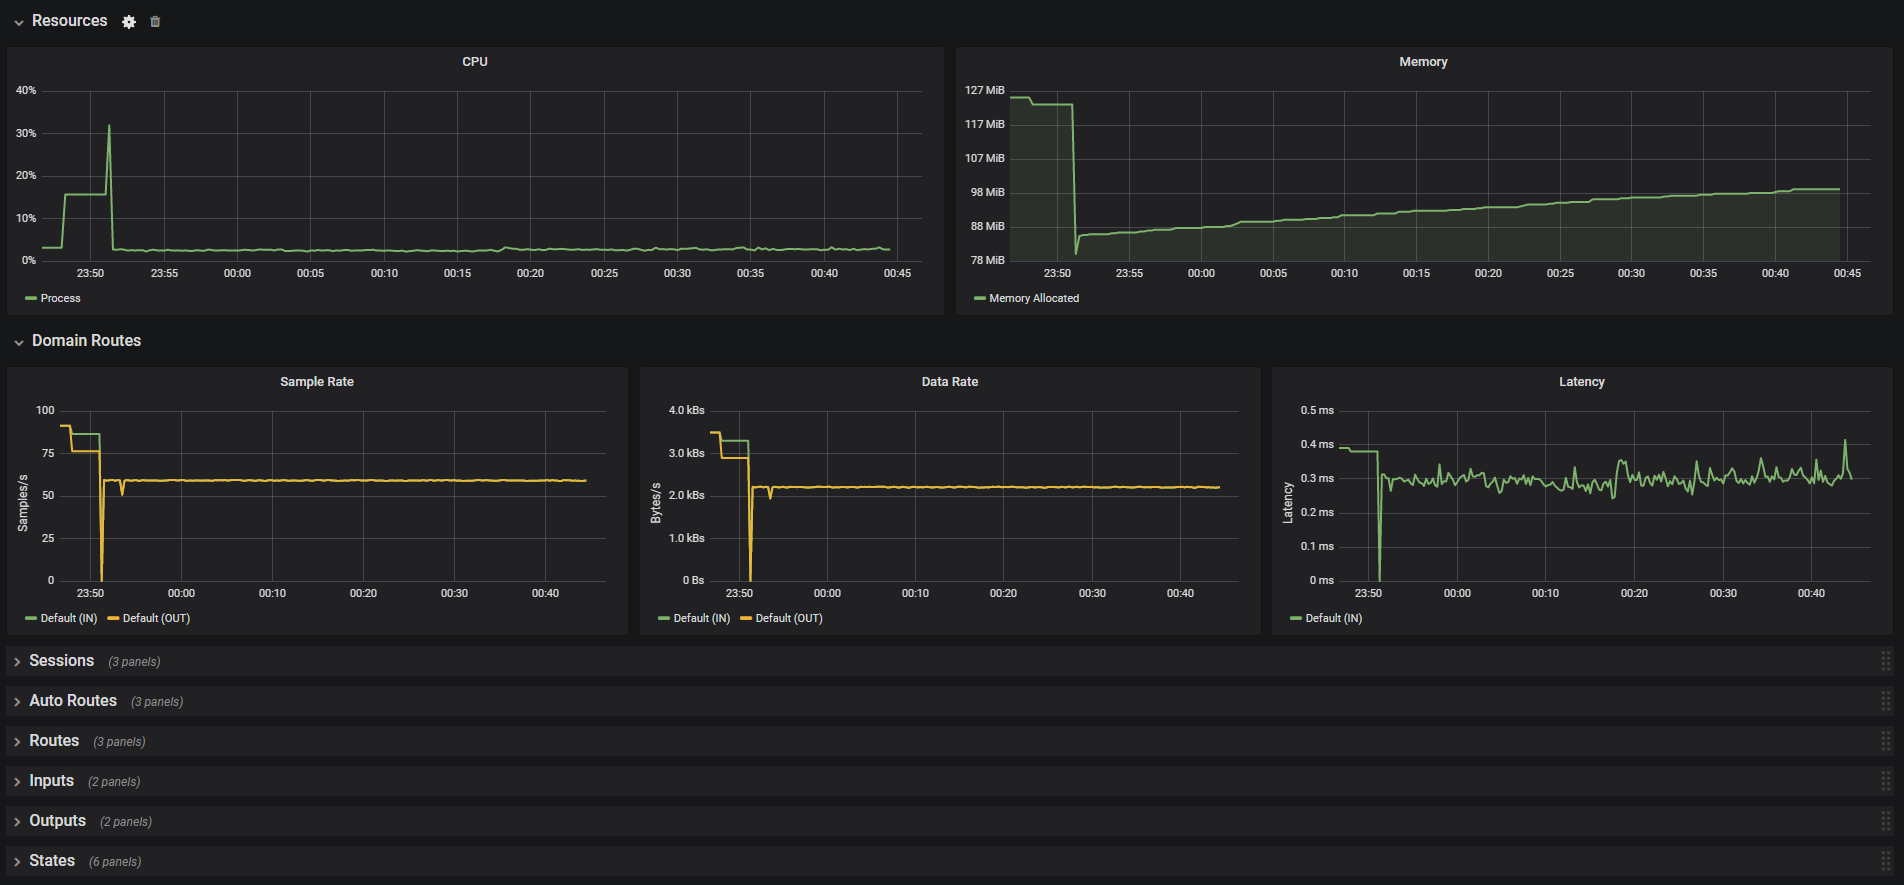 Resources
CPU
40%
30%
20%
10%
0%
23:50 23:55 00:00 00:05 00:10 00:15 00:20 00:25 00:30 00:35 00:40 00:45
Process
Memory
127 MiB
117 MiB
107 MiB
98 MiB
88 MiB
78 MiB
23:50 23:55 00:00 00:05 00:10 00:15 00:20 00:25 00:30 00:35 00:40 00:45
Memory Allocated
Domain Routes
Sample Rate
Samples/s
100
75
50
25
0
23:50 00:00 00:10 00:20 00:30 00:40
Default (IN) Default (OUT)
Data Rate
Bytes/s
4.0 kBs
3.0 kBs
2.0 kBs
1.0 kBs
0 Bs
23:50 00:00 00:10 00:20 00:30 00:40
Default (IN) Default (OUT)
Latency
Latency
0.5 ms
0.4 ms
0.3 ms
0.2 ms
0.1 ms
0 ms
23:50 00:00 00:10 00:20 00:30 00:40
Default (IN)
Sessions (3 panels)
Auto Routes (3 panels)
Routes (3 panels)
Inputs (2 panels)
Outputs (2 panels)
States (6 panels)